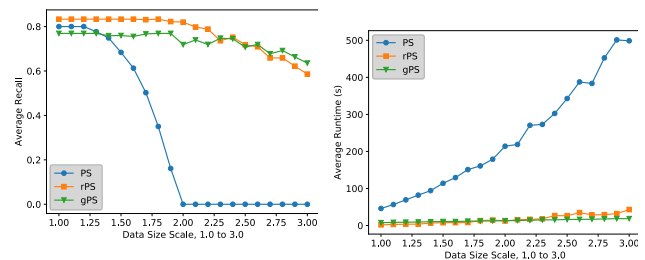 Average Recall
0.8
0.6
0.4
0.2
0.0
PS
rPS
gPS
1.00 1.25 1.50 1.75 2.00 2.25 2.50 2.75 3.00
Data Size Scale, 1.0 to 3.0
Average Runtime (s)
500
400
300
200
100
0
PS
rPS
gPS
1.00 1.25 1.50 1.75 2.00 2.25 2.50 2.75 3.00
Data Size Scale, 1.0 to 3.0